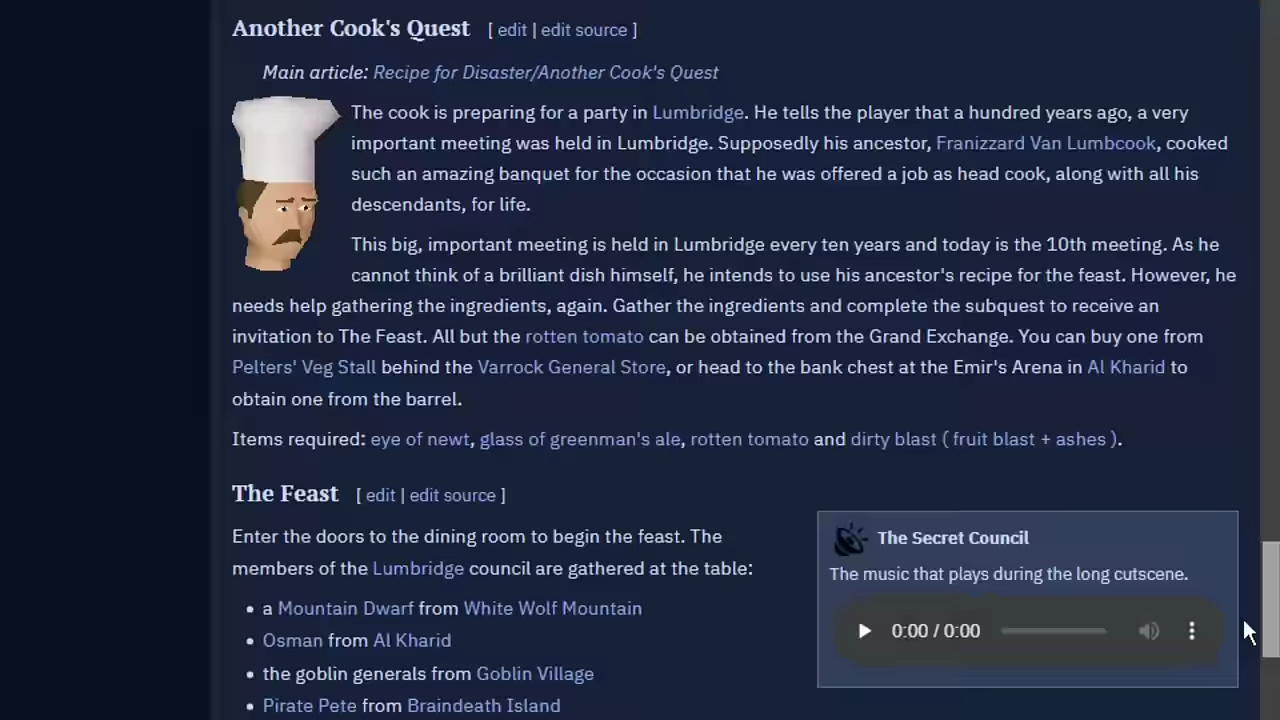 Another Cook's Quest [ edit | edit source ]
Main article: Recipe for Disaster/Another Cook's Quest
The cook is preparing for a party in Lumbridge. He tells the player that a hundred years ago, a very
important meeting was held in Lumbridge. Supposedly his ancestor, Franizzard Van Lumbcook, cooked
such an amazing banquet for the occasion that he was offered a job as head cook, along with all his
descendants, for life.
This big, important meeting is held in Lumbridge every ten years and today is the 10th meeting. As he
cannot think of a brilliant dish himself, he intends to use his ancestor's recipe for the feast. However, he
needs help gathering the ingredients, again. Gather the ingredients and complete the subquest to receive an
invitation to The Feast. All but the rotten tomato can be obtained from the Grand Exchange. You can buy one from
Pelters' Veg Stall behind the Varrock General Store, or head to the bank chest at the Emir's Arena in Al Kharid to
obtain one from the barrel.
Items required: eye of newt, glass of greenman's ale, rotten tomato and dirty blast ( fruit blast + ashes ).
The Feast [ edit | edit source ]
Enter the doors to the dining room to begin the feast. The
members of the Lumbridge council are gathered at the table:
• a Mountain Dwarf from White Wolf Mountain
• Osman from Al Kharid
• the goblin generals from Goblin Village
• Pirate Pete from Braindeath Island
The Secret Council
The music that plays during the long cutscene.
0:00 / 0:00